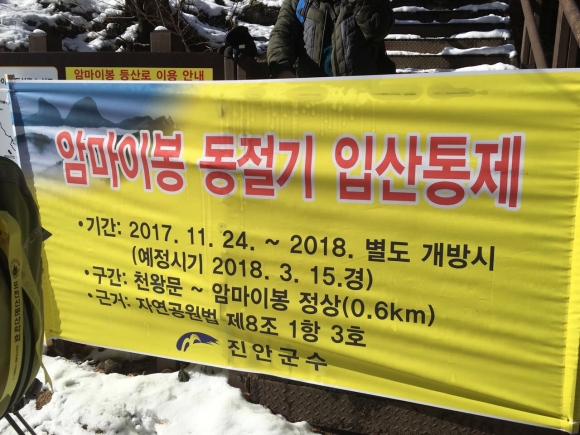 암마이봉 등산로 이용 안내
암마이봉 동절기 입산통제
•기간: 2017. 11. 24. ~ 2018. 별도 개방시
(예정시기 2018. 3. 15.경)
•구간: 천왕문 ~ 암마이봉 정상(0.6km)
•근거: 자연공원법 제8조 1항 3호
진안군수